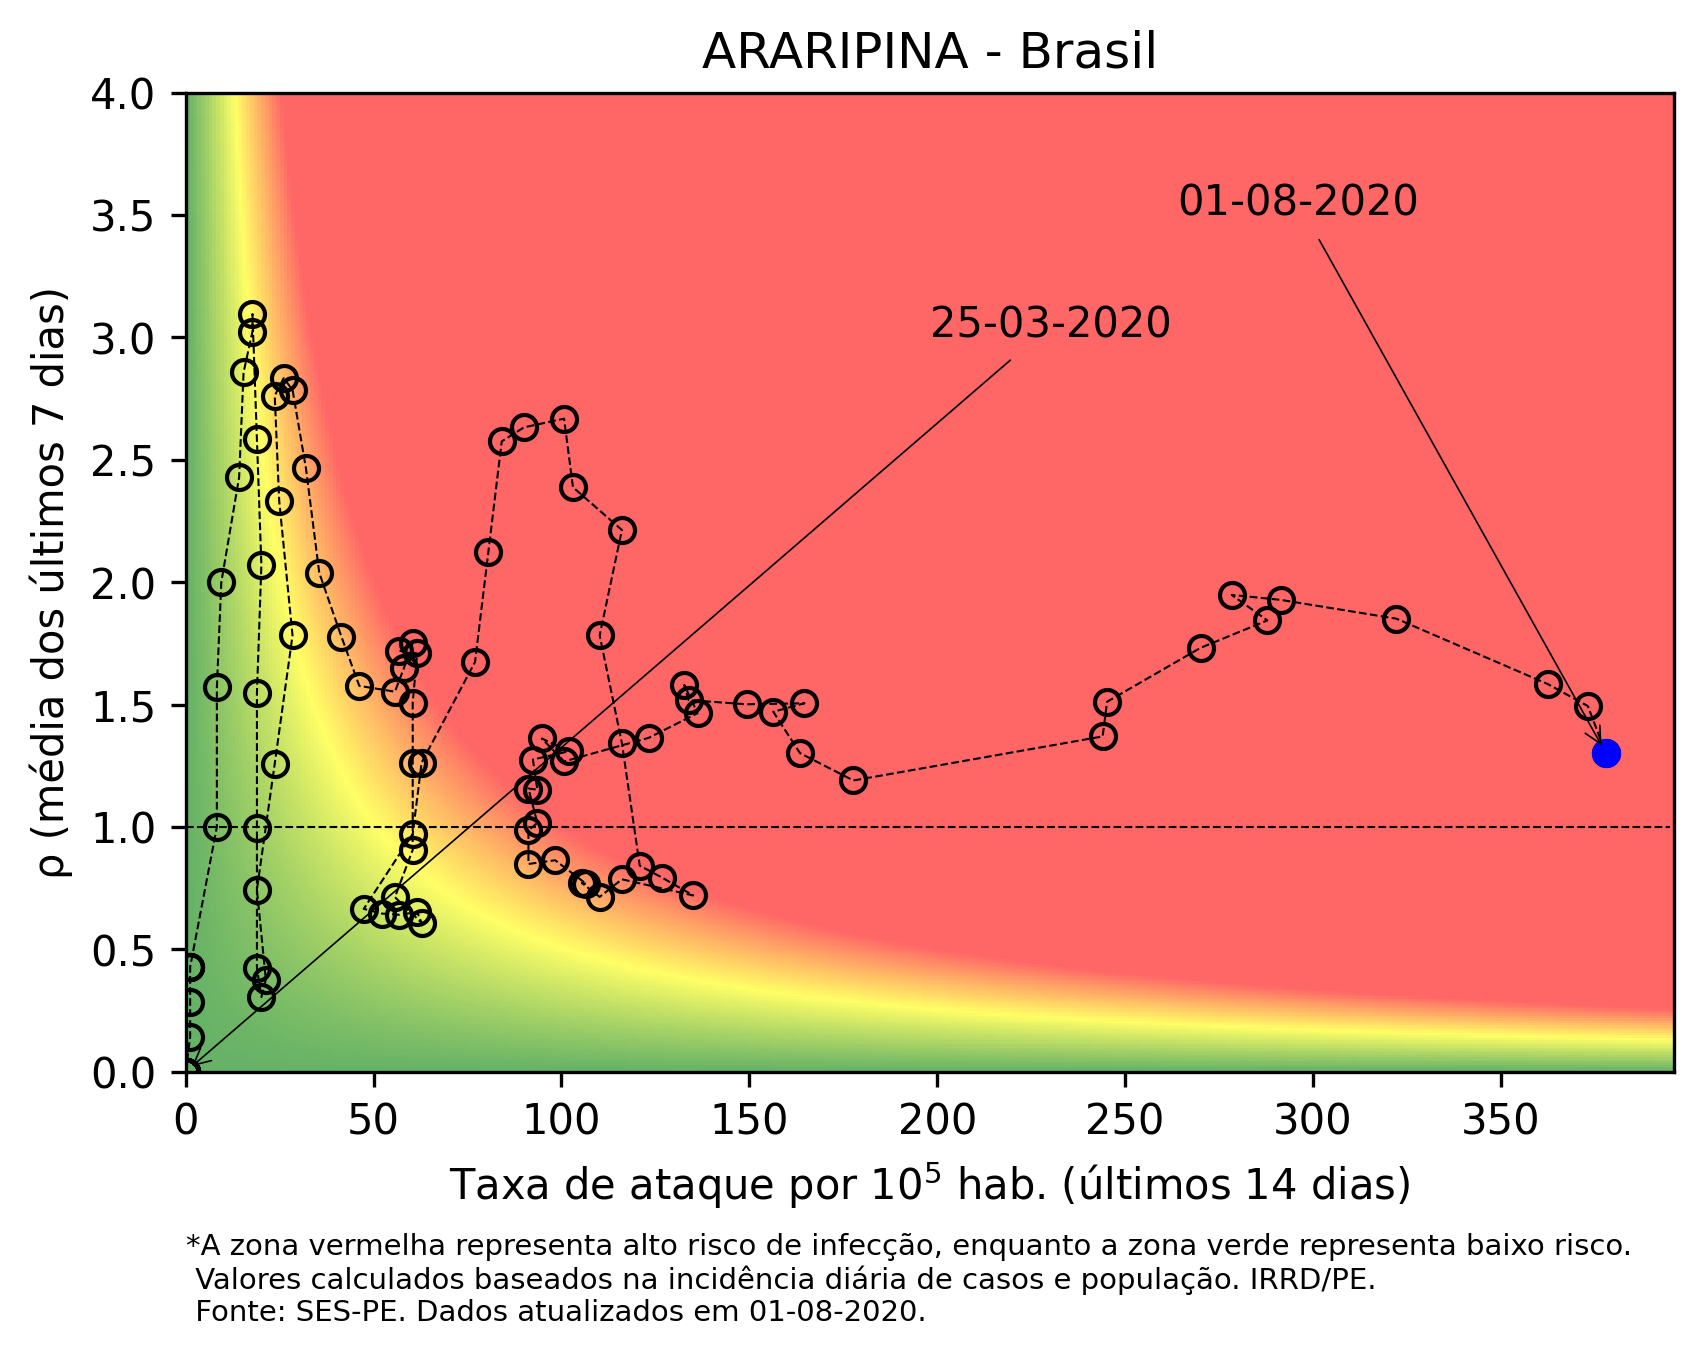 ARARIPINA - Brasil
4.0
3.5
3.0
2.5
2.0
1.5
1.0
0.5
0.0
ρ (média dos últimos 7 dias)
01-08-2020
25-03-2020
0 50 100 150 200 250 300 350
Taxa de ataque por 10⁵ hab. (últimos 14 dias)
*A zona vermelha representa alto risco de infecção, enquanto a zona verde representa baixo risco.
Valores calculados baseados na incidência diária de casos e população. IRRD/PE.
Fonte: SES-PE. Dados atualizados em 01-08-2020.